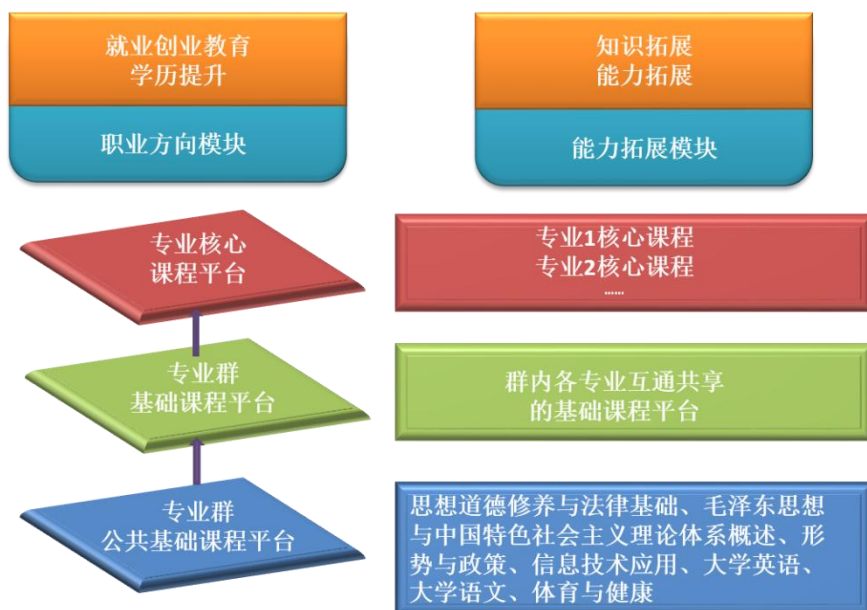 就业创业教育
学历提升
职业方向模块
知识拓展
能力拓展
能力拓展模块
专业核心
课程平台
专业1核心课程
专业2核心课程
……
专业群
基础课程平台
群内各专业互通共享
的基础课程平台
专业群
公共基础课程平台
思想道德修养与法律基础、毛泽东思想
与中国特色社会主义理论体系概述、形
势与政策、信息技术应用、大学英语、
大学语文、体育与健康